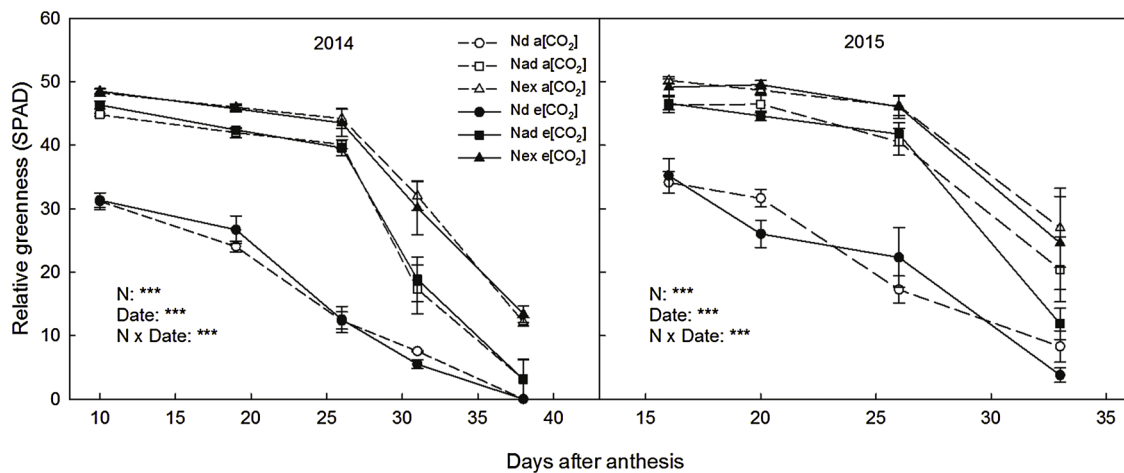 60
50
40
30
20
10
0
Relative greenness (SPAD)
2014
Nd a[CO₂]
Nad a[CO₂]
Nex a[CO₂]
Nd e[CO₂]
Nad e[CO₂]
Nex e[CO₂]
N: ***
Date: ***
N x Date: ***
2015
N: ***
Date: ***
N x Date: ***
10 15 20 25 30 35 40
15 20 25 30 35
Days after anthesis